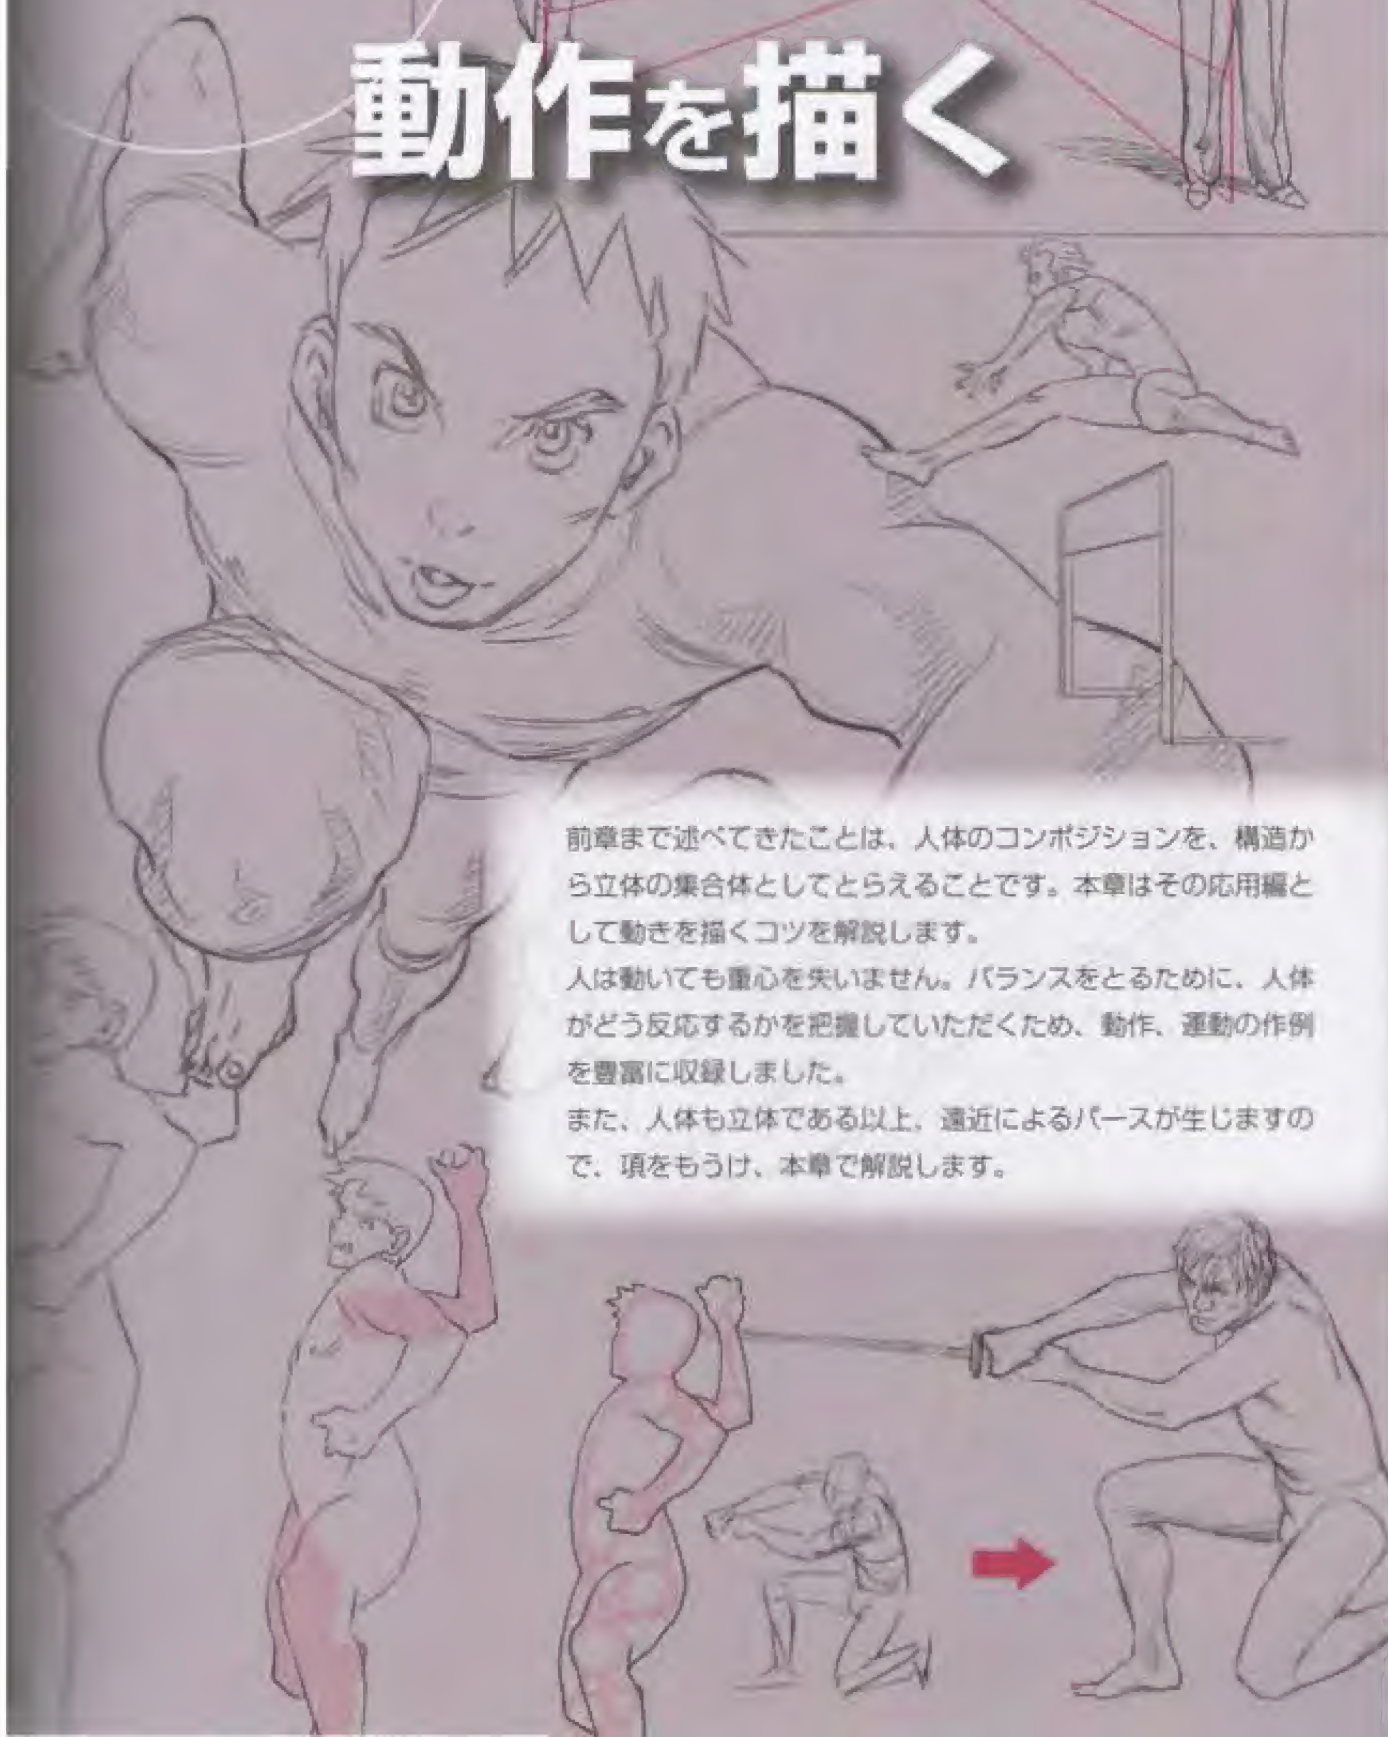 動作を描く
前章まで述べてきたことは、人体のコンポジションを、構造か
ら立体の集合体としてとらえることです。本章はその応用編と
して動きを描くコツを解説します。
人は動いても重心を失いません。バランスをとるために、人体
がどう反応するかを把握していただくため、動作、運動の作例
を豊富に収録しました。
また、人体も立体である以上、遠近によるパースが生じますの
で、項をもうけ、本章で解説します。